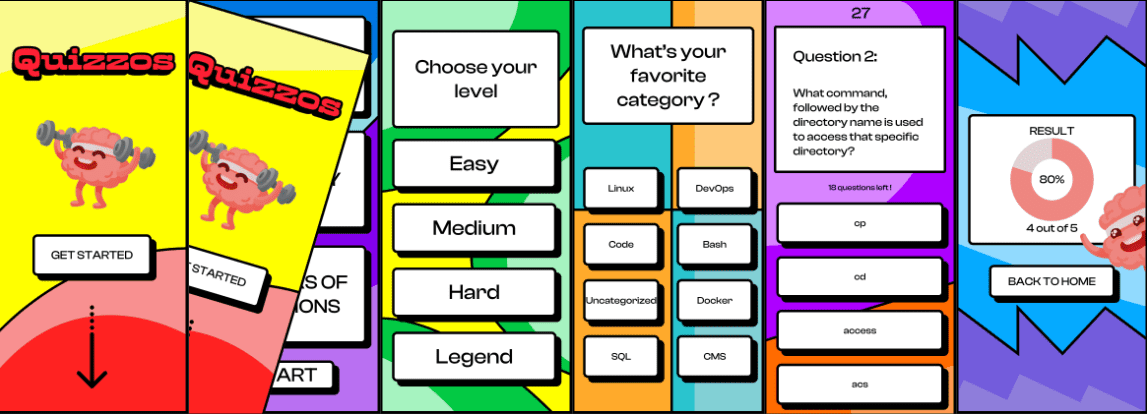 Quizzos
GET STARTED
Quizzos
STARTED
ART
Choose your
level
Easy
Medium
Hard
Legend
What's your
favorite
category ?
Linux
DevOps
Code
Bash
Uncategorized
Docker
SQL
CMS
27
Question 2:
What command,
followed by the
directory name is used
to access that specific
directory?
18 questions left !
cp
cd
access
acs
RESULT
80%
4 out of 5
BACK TO HOME